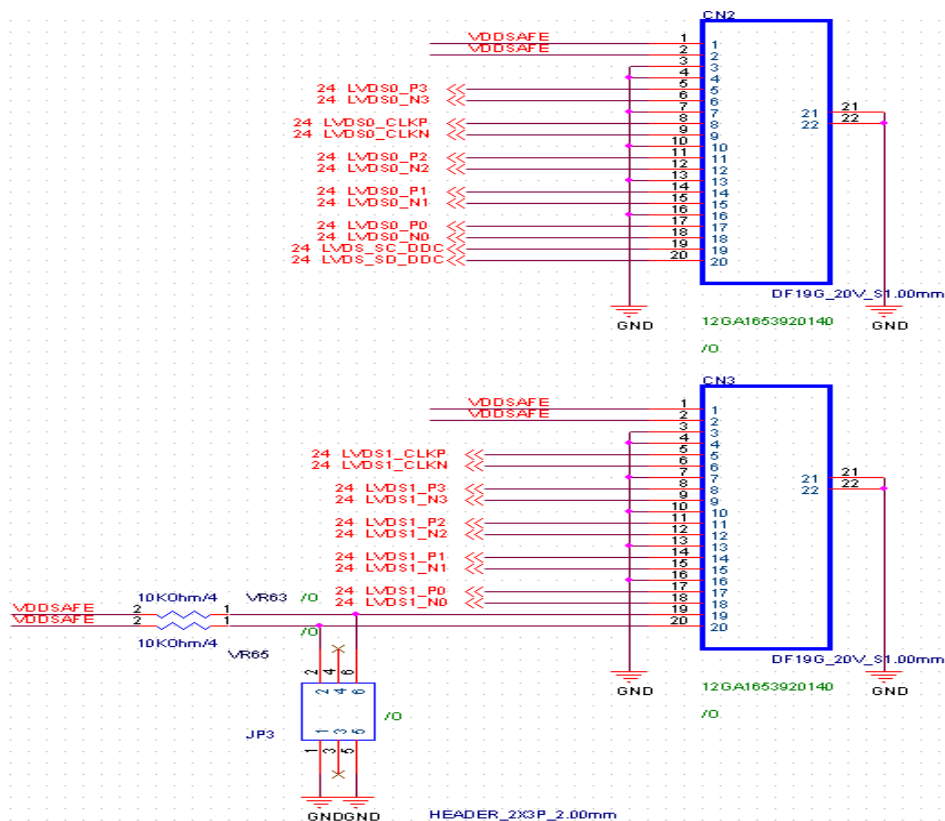 CN2
VDDSAFE 1 1
VDDSAFE 2 2
3 3
4 4
24 LVDS0_P3 5 5
24 LVDS0_N3 6 6
7 7 21 21
24 LVDS0_CLKP 8 8 22 22
24 LVDS0_CLKN 9 9
10 10
24 LVDS0_P2 11 11
24 LVDS0_N2 12 12
13 13
24 LVDS0_P1 14 14
24 LVDS0_N1 15 15
16 16
24 LVDS0_P0 17 17
24 LVDS0_N0 18 18
24 LVDS_SC_DDC 19 19
24 LVDS_SD_DDC 20 20
DF19G_20V_S1.00mm
GND 12GA1653920140 GND
/O
CN3
VDDSAFE 1 1
VDDSAFE 2 2
3 3
4 4
24 LVDS1_CLKP 5 5
24 LVDS1_CLKN 6 6
7 7 21 21
24 LVDS1_P3 8 8 22 22
24 LVDS1_N3 9 9
10 10
24 LVDS1_P2 11 11
24 LVDS1_N2 12 12
13 13
24 LVDS1_P1 14 14
24 LVDS1_N1 15 15
16 16
24 LVDS1_P0 17 17
10KOhm/4 VR63 /O 24 LVDS1_N0 18 18
VDDSAFE 2 1 19 19
VDDSAFE 2 1 20 20
/O
10KOhm/4
VR65
DF19G_20V_S1.00mm
2 4 6
2 4 6
GND 12GA1653920140 GND
/O
/O
JP3
1 3 5
1 3 5
GND GND
HEADER_2X3P_2.00mm